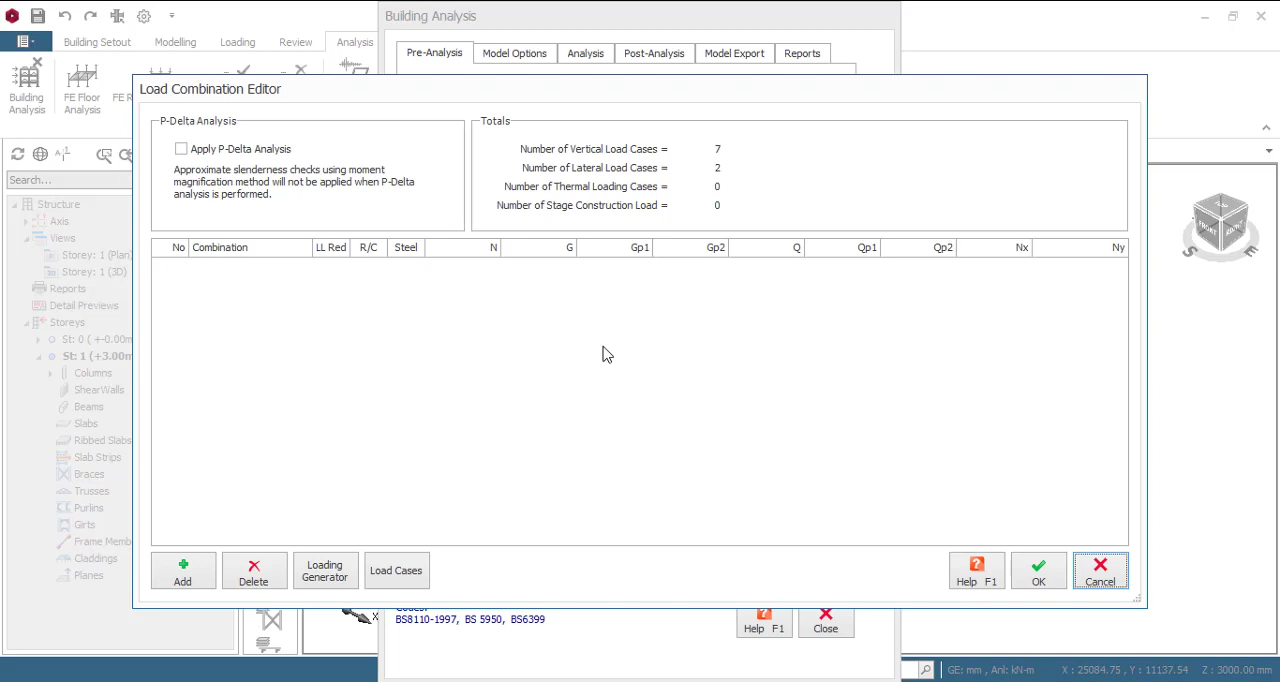 Building Analysis
Building Setout
Modelling
Loading
Review
Analysis
Pre-Analysis
Model Options
Analysis
Post-Analysis
Model Export
Reports
Building
Analysis
FE Floor
Analysis
Load Combination Editor
P-Delta Analysis
Apply P-Delta Analysis
Approximate slenderness checks using moment
magnification method will not be applied when P-Delta
analysis is performed.
Totals
Number of Vertical Load Cases = 7
Number of Lateral Load Cases = 2
Number of Thermal Loading Cases = 0
Number of Stage Construction Load = 0
No Combination LL Red R/C Steel N G Gp1 Gp2 Q Qp1 Qp2 Nx Ny
Search...
Structure
Axis
Views
Storey: 1 (Plan)
Storey: 1 (3D)
Reports
Detail Previews
Storeys
St: 0 ( +-0.00m
St: 1 (+3.00m
Columns
ShearWalls
Beams
Slabs
Ribbed Slabs
Slab Strips
Braces
Trusses
Purlins
Girts
Frame Memb
Claddings
Planes
FRONT
S
E
Add
Delete
Loading
Generator
Load Cases
Help F1
OK
Cancel
BS8110-1997, BS 5950, BS6399
Help F1
Close
X
GE: mm , Anl: kN-m
X : 25084.75 , Y : 11137.54
Z : 3000.00 mm